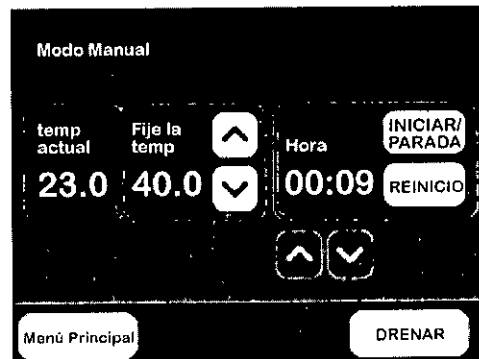 Modo Manual
temp
actual
Fije la
temp
Hora
INICIAR/
PARADA
23.0
40.0
00:09
REINICIO
Menú Principal
DRENAR